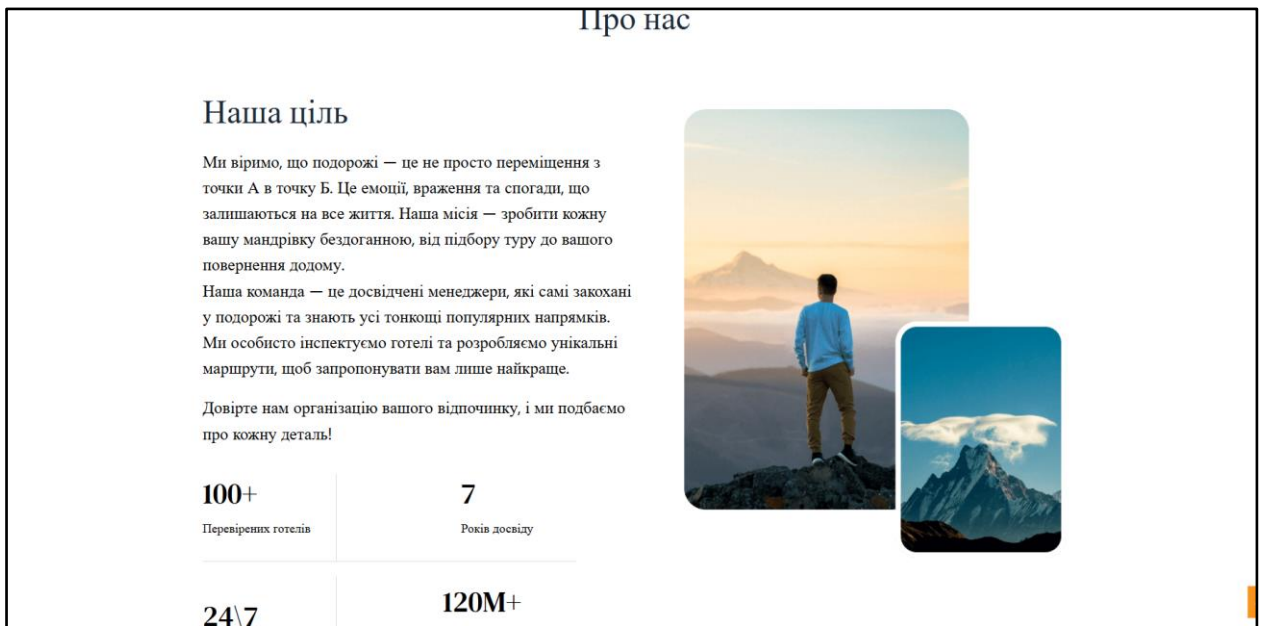 Про нас
Наша ціль
Ми віримо, що подорожі — це не просто переміщення з
точки А в точку Б. Це емоції, враження та спогади, що
залишаються на все життя. Наша місія — зробити кожну
вашу мандрівку бездоганною, від підбору туру до вашого
повернення додому.
Наша команда — це досвідчені менеджери, які самі закохані
у подорожі та знають усі тонкощі популярних напрямків.
Ми особисто інспектуємо готелі та розробляємо унікальні
маршрути, щоб запропонувати вам лише найкраще.
Довірте нам організацію вашого відпочинку, і ми подбаємо
про кожну деталь!
100+
7
Перевірених готелів
Років досвіду
24\7
120M+